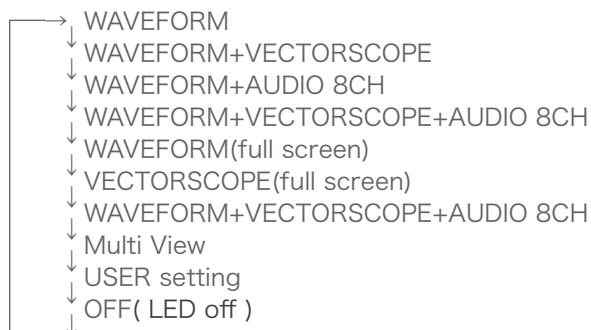 WAVEFORM
WAVEFORM+VECTORSCOPE
WAVEFORM+AUDIO 8CH
WAVEFORM+VECTORSCOPE+AUDIO 8CH
WAVEFORM(full screen)
VECTORSCOPE(full screen)
WAVEFORM+VECTORSCOPE+AUDIO 8CH
Multi View
USER setting
OFF( LED off )